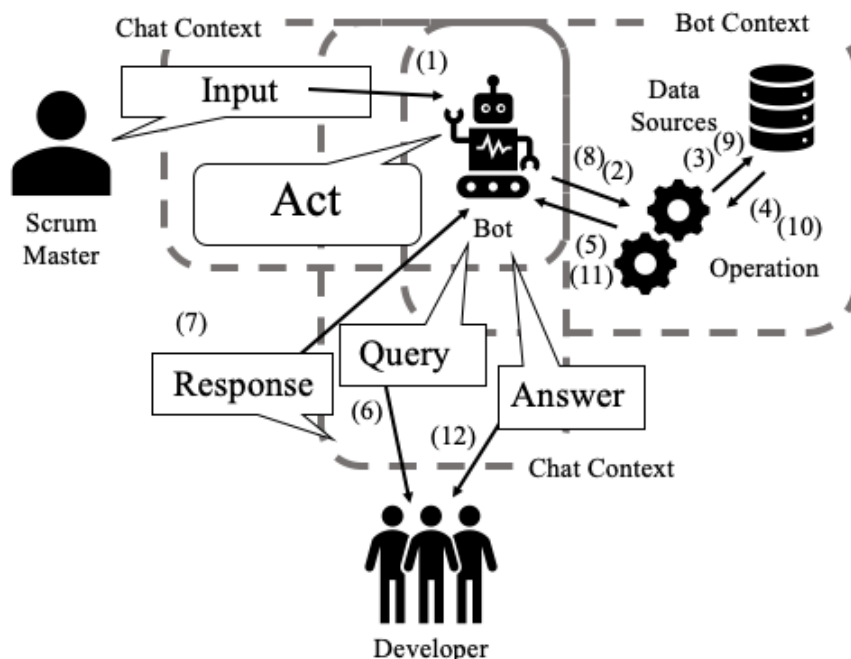 Chat Context
Bot Context
(1)
Input
Data
Sources
(8)
(2)
(3)
(9)
Act
Scrum
Master
Bot
(4)
(10)
(5)
(11)
Operation
(7)
Query
Response
Answer
(6)
(12)
Chat Context
Developer